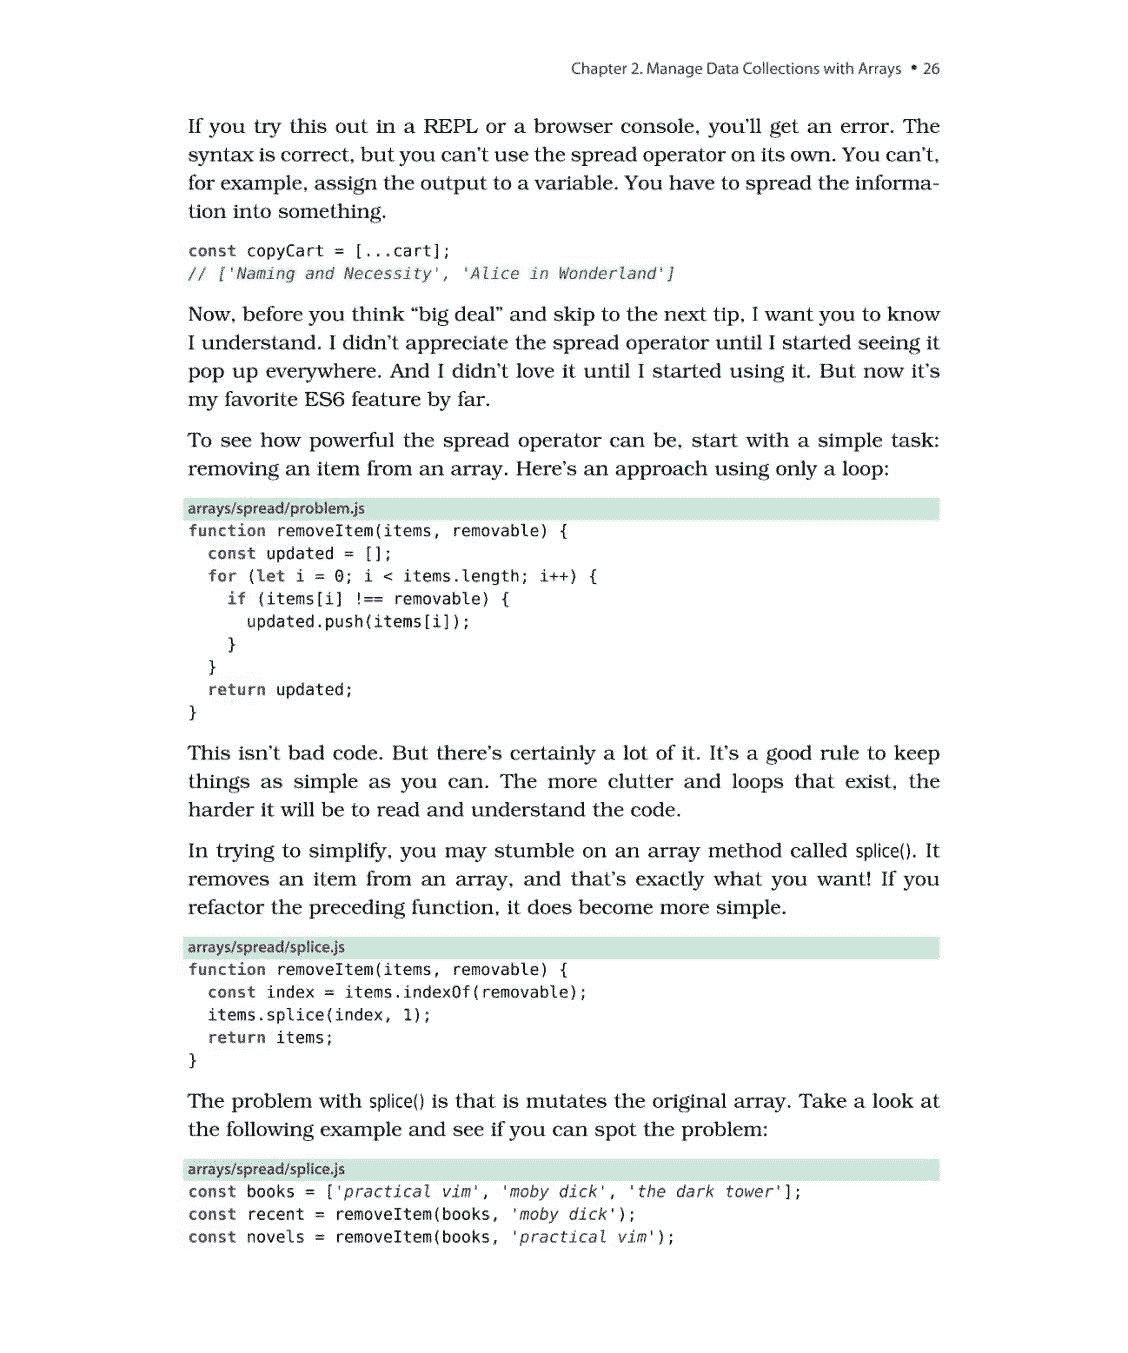 Chapter 2. Manage Data Collections with Arrays • 26
If you try this out in a REPL or a browser console, you’ll get an error. The
syntax is correct, but you can’t use the spread operator on its own. You can’t,
for example, assign the output to a variable. You have to spread the informa-
tion into something.
const copyCart = [...cart];
// ['Naming and Necessity', 'Alice in Wonderland']
Now, before you think “big deal” and skip to the next tip, I want you to know
I understand. I didn’t appreciate the spread operator until I started seeing it
pop up everywhere. And I didn’t love it until I started using it. But now it’s
my favorite ES6 feature by far.
To see how powerful the spread operator can be, start with a simple task:
removing an item from an array. Here’s an approach using only a loop:
arrays/spread/problem.js
function removeItem(items, removable) {
  const updated = [];
  for (let i = 0; i < items.length; i++) {
    if (items[i] !== removable) {
      updated.push(items[i]);
    }
  }
  return updated;
}
This isn’t bad code. But there’s certainly a lot of it. It’s a good rule to keep
things as simple as you can. The more clutter and loops that exist, the
harder it will be to read and understand the code.
In trying to simplify, you may stumble on an array method called splice(). It
removes an item from an array, and that’s exactly what you want! If you
refactor the preceding function, it does become more simple.
arrays/spread/splice.js
function removeItem(items, removable) {
  const index = items.indexOf(removable);
  items.splice(index, 1);
  return items;
}
The problem with splice() is that is mutates the original array. Take a look at
the following example and see if you can spot the problem:
arrays/spread/splice.js
const books = ['practical vim', 'moby dick', 'the dark tower'];
const recent = removeItem(books, 'moby dick');
const novels = removeItem(books, 'practical vim');